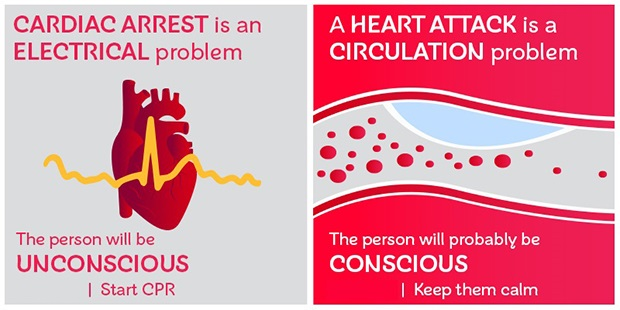 CARDIAC ARREST is an
ELECTRICAL problem
The person will be
UNCONSCIOUS
| Start CPR
A HEART ATTACK is a
CIRCULATION problem
The person will probably be
CONSCIOUS
| Keep them calm